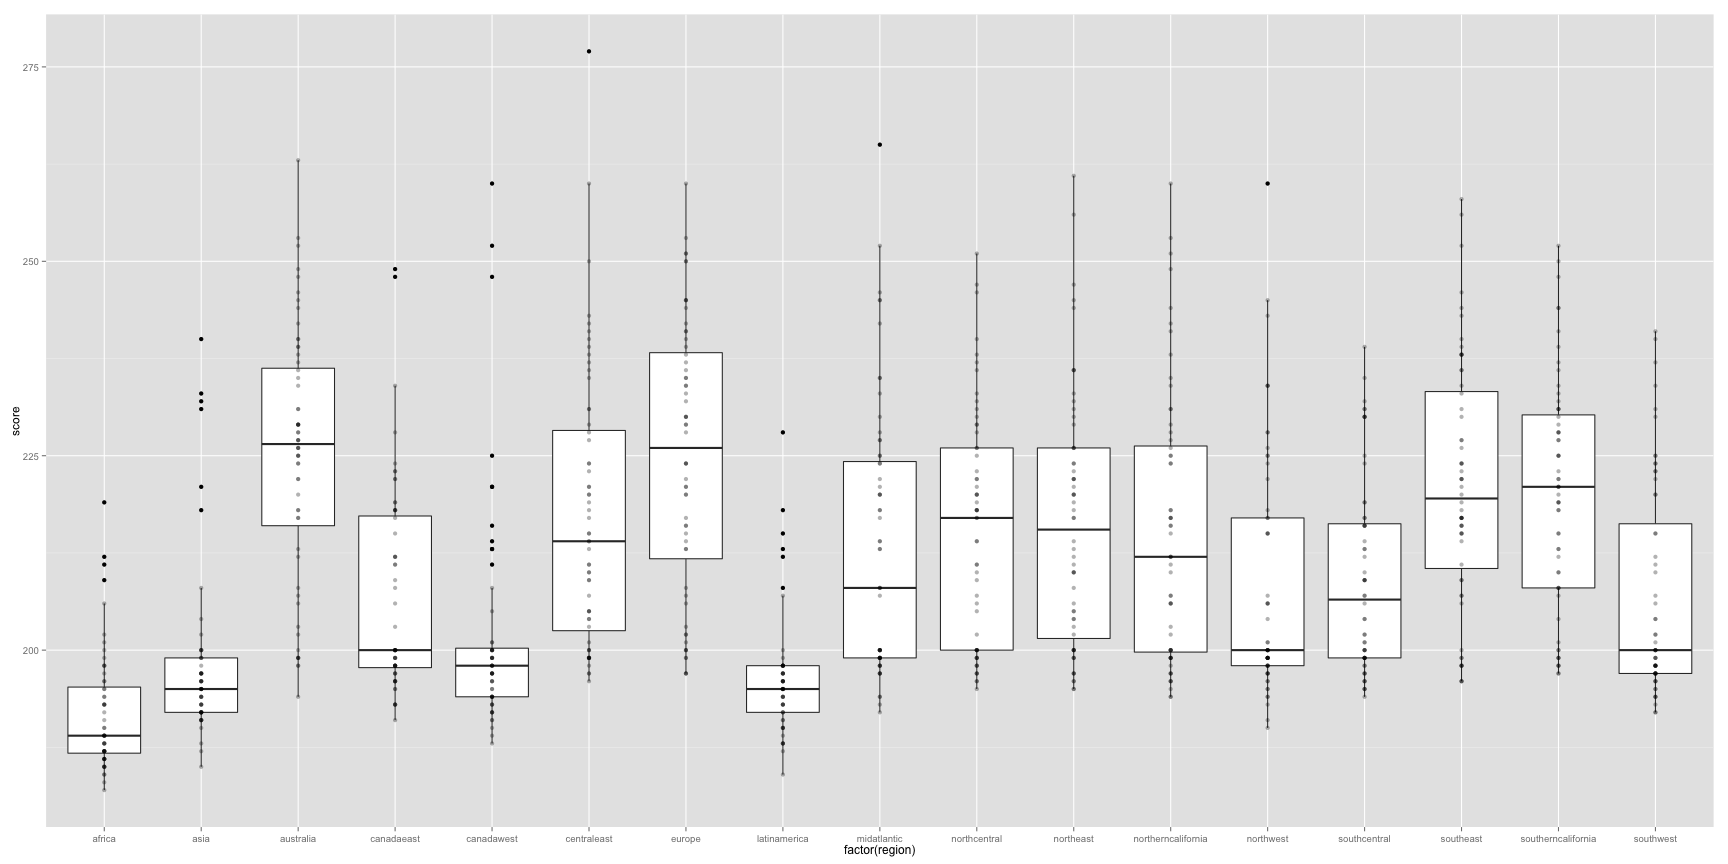 275
250
225
200
score
africa asia australia canadaeast canadawest centraleast europe latinamerica midatlantic northcentral northeast northerncalifornia northwest southcentral southeast southerncalifornia southwest
factor(region)